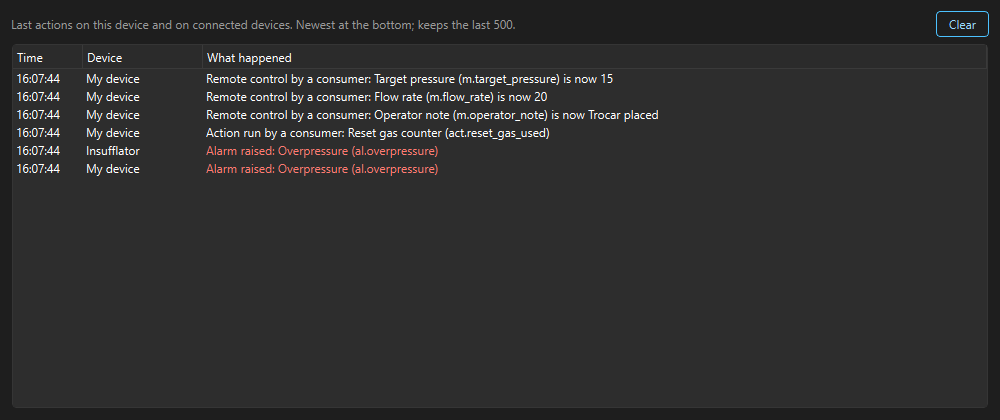 Last actions on this device and on connected devices. Newest at the bottom; keeps the last 500.
Clear
Time Device What happened
16:07:44 My device Remote control by a consumer: Target pressure (m.target_pressure) is now 15
16:07:44 My device Remote control by a consumer: Flow rate (m.flow_rate) is now 20
16:07:44 My device Remote control by a consumer: Operator note (m.operator_note) is now Trocar placed
16:07:44 My device Action run by a consumer: Reset gas counter (act.reset_gas_used)
16:07:44 Insufflator Alarm raised: Overpressure (al.overpressure)
16:07:44 My device Alarm raised: Overpressure (al.overpressure)